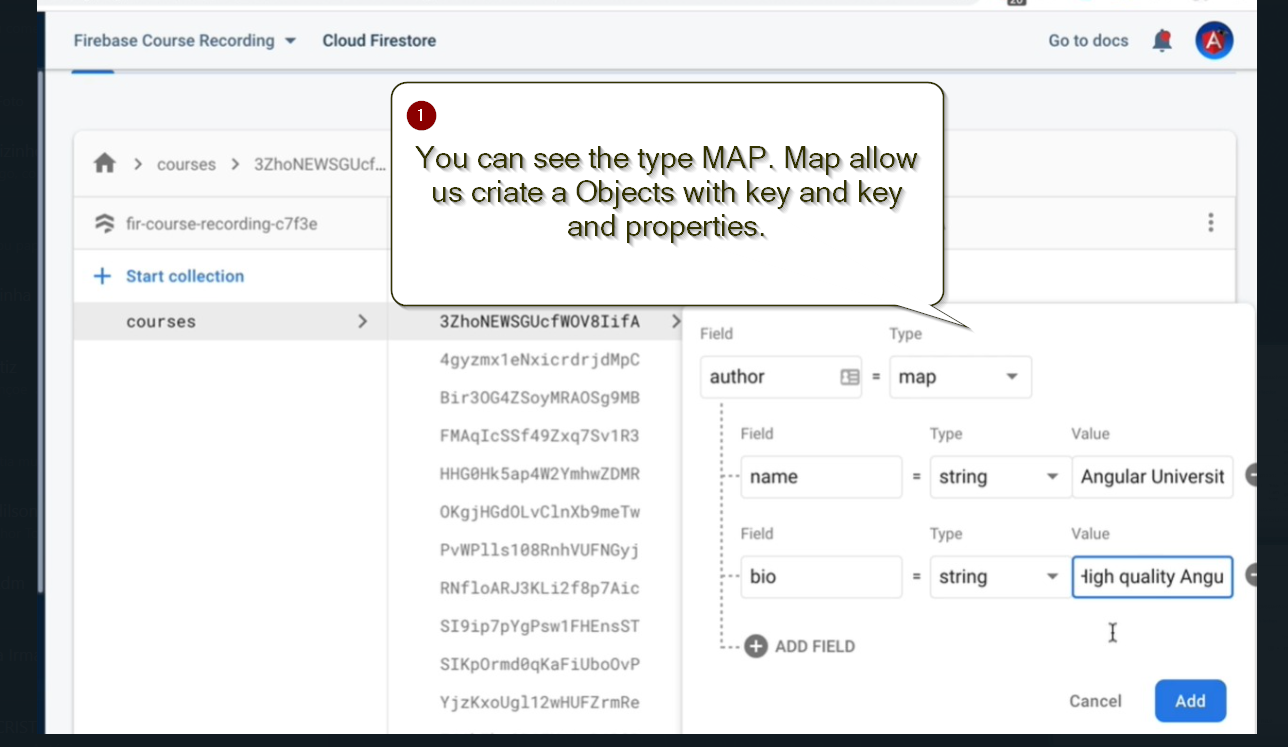 Firebase Course Recording
Cloud Firestore
Go to docs
1
You can see the type MAP. Map allow
us criate a Objects with key and key
and properties.
courses
3ZhoNEWSGUcf...
fir-course-recording-c7f3e
Start collection
courses
3ZhoNEWSGUcfWOV8IifA
4gyzmx1eNxicrdrjdMpC
Bir3OG4ZSoyMRAOSg9MB
FMAqIcSSf49Zxq7Sv1R3
HHG0Hk5ap4W2YmhwZDMR
OKgjHGdOLvClnXb9meTw
PvWPlls108RnhVUFNGyj
RNfloARJ3KLi2f8p7Aic
SI9ip7pYgPsw1FHEnsST
SIKpOrmd0qKaFiUboOvP
YjzKxoUgl12wHUFZrmRe
Field Type
author = map
Field Type Value
name = string Angular Universit
Field Type Value
bio = string High quality Angu
ADD FIELD
Cancel Add